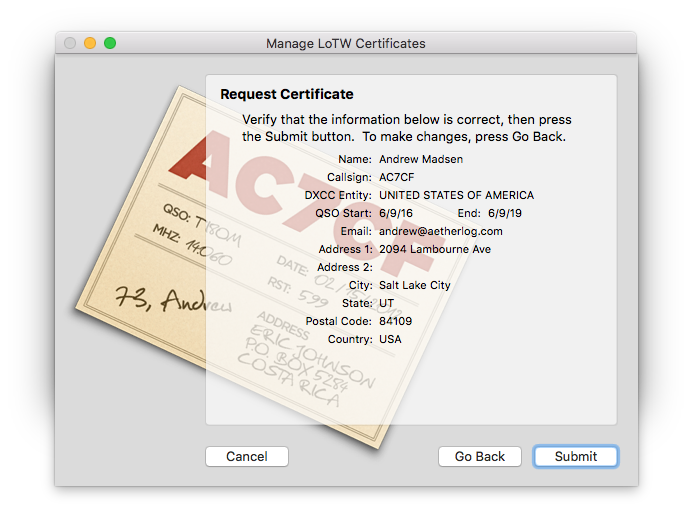 Manage LoTW Certificates
Request Certificate
Verify that the information below is correct, then press
the Submit button.  To make changes, press Go Back.
Name: Andrew Madsen
Callsign: AC7CF
DXCC Entity: UNITED STATES OF AMERICA
QSO Start: 6/9/16 End: 6/9/19
Email: andrew@aetherlog.com
Address 1: 2094 Lambourne Ave
Address 2:
City: Salt Lake City
State: UT
Postal Code: 84109
Country: USA
AC7CF
QSO:
MHZ: 14.060
DATE: 02/
RST: 599
73, Andrew
ADDRESS
ERIC JOHNSON
P.O. BOX 5284
COSTA RICA
Cancel
Go Back
Submit